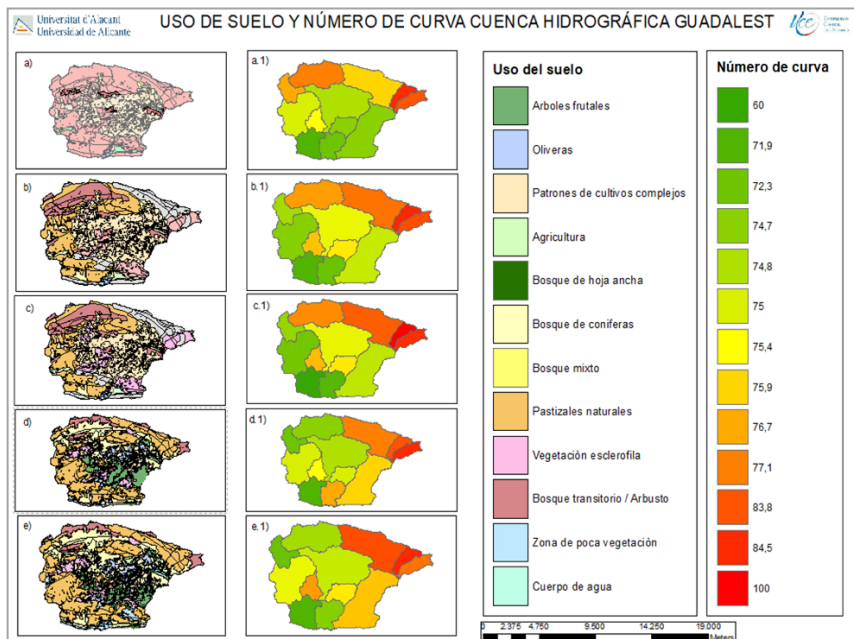 Universitat d'Alacant
Universidad de Alicante
USO DE SUELO Y NÚMERO DE CURVA CUENCA HIDROGRÁFICA GUADALEST
a)
a.1)
b)
b.1)
c)
c.1)
d)
d.1)
e)
e.1)
Uso del suelo
Arboles frutales
Oliveras
Patrones de cultivos complejos
Agricultura
Bosque de hoja ancha
Bosque de coniferas
Bosque mixto
Pastizales naturales
Vegetación esclerofila
Bosque transitorio / Arbusto
Zona de poca vegetación
Cuerpo de agua
Número de curva
60
71,9
72,3
74,7
74,8
75
75,4
75,9
76,7
77,1
83,8
84,5
100
0 2.375 4.750 9.500 14.250 19.000
Meters